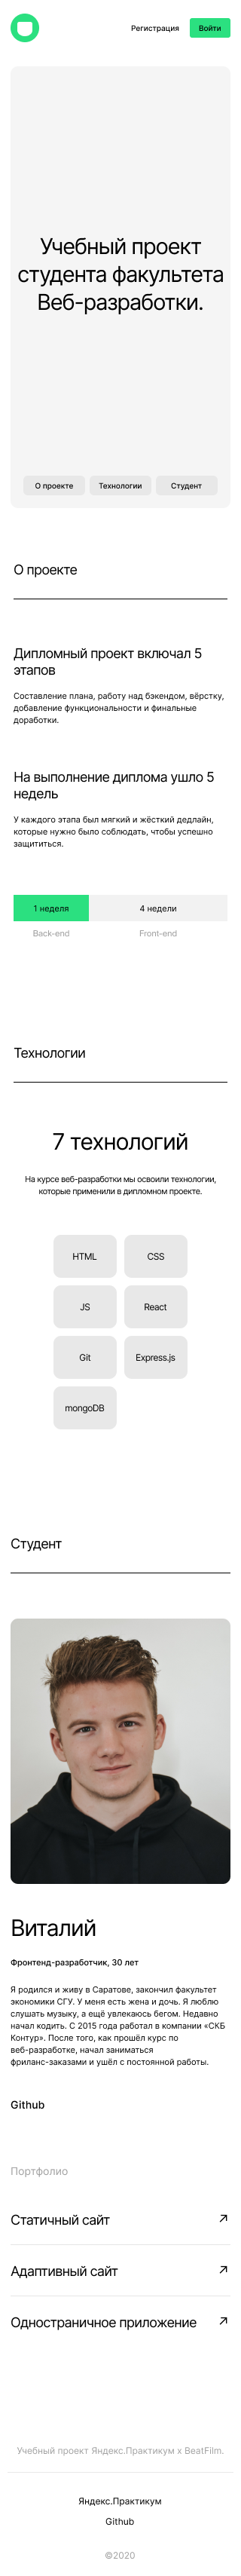 Регистрация
Войти
Учебный проект
студента факультета
Веб-разработки.
О проекте
Технологии
Студент
О проекте
Дипломный проект включал 5
этапов
Составление плана, работу над бэкендом, вёрстку,
добавление функциональности и финальные
доработки.
На выполнение диплома ушло 5
недель
У каждого этапа был мягкий и жёсткий дедлайн,
которые нужно было соблюдать, чтобы успешно
защититься.
1 неделя
4 недели
Back-end
Front-end
Технологии
7 технологий
На курсе веб-разработки мы освоили технологии,
которые применили в дипломном проекте.
HTML
CSS
JS
React
Git
Express.js
mongoDB
Студент
Виталий
Фронтенд-разработчик, 30 лет
Я родился и живу в Саратове, закончил факультет
экономики СГУ. У меня есть жена и дочь. Я люблю
слушать музыку, а ещё увлекаюсь бегом. Недавно
начал кодить. С 2015 года работал в компании «СКБ
Контур». После того, как прошёл курс по
веб-разработке, начал заниматься
фриланс-заказами и ушёл с постоянной работы.
Github
Портфолио
Статичный сайт
Адаптивный сайт
Одностраничное приложение
Учебный проект Яндекс.Практикум х BeatFilm.
Яндекс.Практикум
Github
©2020